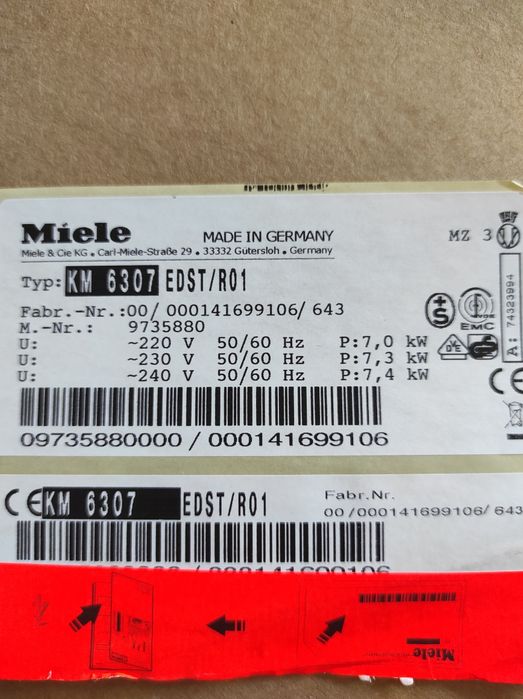 Miele
MADE IN GERMANY
MZ 3
Miele & Cie KG . Carl-Miele-Straße 29 . 33332 Gütersloh . Germany
Typ: KM 6307 EDST/R01
Fabr.-Nr.:00/ 000141699106/ 643
M.-Nr.: 9735880
U: ~220 V 50/60 Hz P:7,0 kW
U: ~230 V 50/60 Hz P:7,3 kW
U: ~240 V 50/60 Hz P:7,4 kW
A: 74323994
S
VDE
EMC
CE
09735880000 / 000141699106
CE KM 6307 EDST/R01
Fabr.Nr.
00/000141699106/ 643
Miele